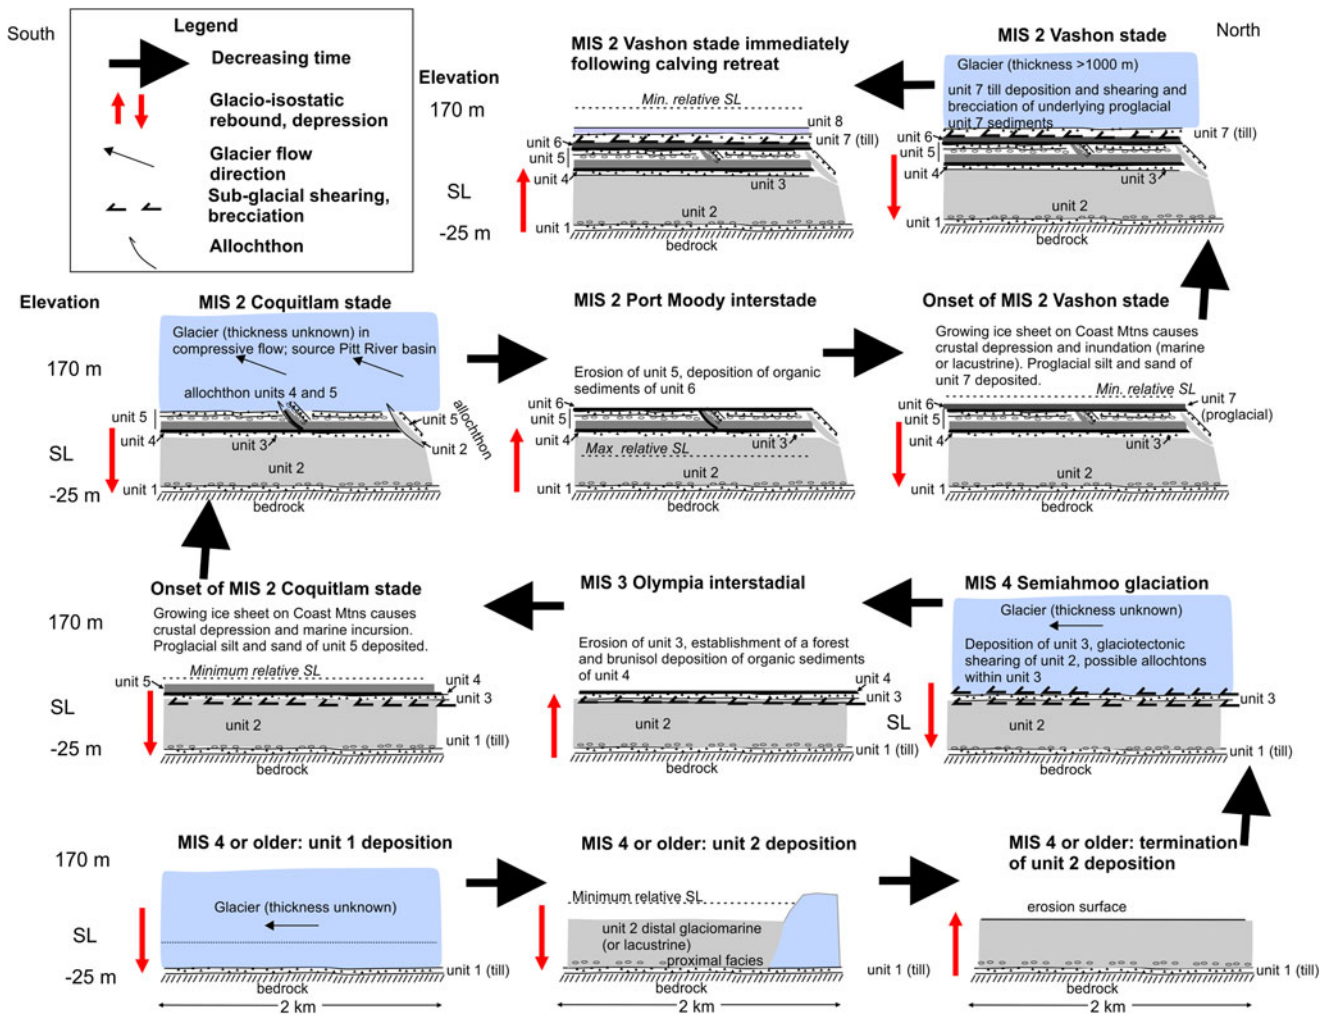 South
Legend
Decreasing time
Glacio-isostatic
rebound, depression
Glacier flow
direction
Sub-glacial shearing,
brecciation
Allochthon
Elevation
170 m
SL
-25 m
MIS 2 Vashon stade immediately
following calving retreat
Min. relative SL
unit 8
unit 7 (till)
unit 6
unit 5
unit 4
unit 3
unit 2
unit 1
bedrock
MIS 2 Vashon stade
North
Glacier (thickness >1000 m)
unit 7 till deposition and shearing and
brecciation of underlying proglacial
unit 7 sediments
unit 7 (till)
unit 6
unit 5
unit 4
unit 3
unit 2
unit 1
bedrock
Elevation
170 m
SL
-25 m
MIS 2 Coquitlam stade
Glacier (thickness unknown) in
compressive flow; source Pitt River basin
allochthon units 4 and 5
unit 5
unit 4
unit 3
unit 5
unit 2
allochthon
unit 2
unit 1
bedrock
MIS 2 Port Moody interstade
Erosion of unit 5, deposition of organic
sediments of unit 6
unit 6
unit 5
unit 4
unit 3
Max relative SL
unit 2
unit 1
bedrock
Onset of MIS 2 Vashon stade
Growing ice sheet on Coast Mtns causes
crustal depression and inundation (marine
or lacustrine). Proglacial silt and sand of
unit 7 deposited.
Min. relative SL
unit 7
(proglacial)
unit 6
unit 5
unit 4
unit 3
unit 2
unit 1
bedrock
170 m
SL
-25 m
Onset of MIS 2 Coquitlam stade
Growing ice sheet on Coast Mtns causes
crustal depression and marine incursion.
Proglacial silt and sand of unit 5 deposited.
Minimum relative SL
unit 5
unit 4
unit 3
unit 2
unit 1 (till)
bedrock
MIS 3 Olympia interstadial
Erosion of unit 3, establishment of a forest
and brunisol deposition of organic sediments
of unit 4
unit 4
unit 3
unit 2
unit 1 (till)
bedrock
MIS 4 Semiahmoo glaciation
Glacier (thickness unknown)
Deposition of unit 3, glaciotectonic
shearing of unit 2, possible allochtons
within unit 3
SL
unit 3
unit 2
unit 1 (till)
bedrock
170 m
SL
-25 m
MIS 4 or older: unit 1 deposition
Glacier (thickness unknown)
unit 1 (till)
bedrock
2 km
MIS 4 or older: unit 2 deposition
Minimum relative SL
unit 2 distal glaciomarine
(or lacustrine)
proximal facies
unit 1 (till)
bedrock
2 km
MIS 4 or older: termination
of unit 2 deposition
erosion surface
unit 1 (till)
bedrock
2 km